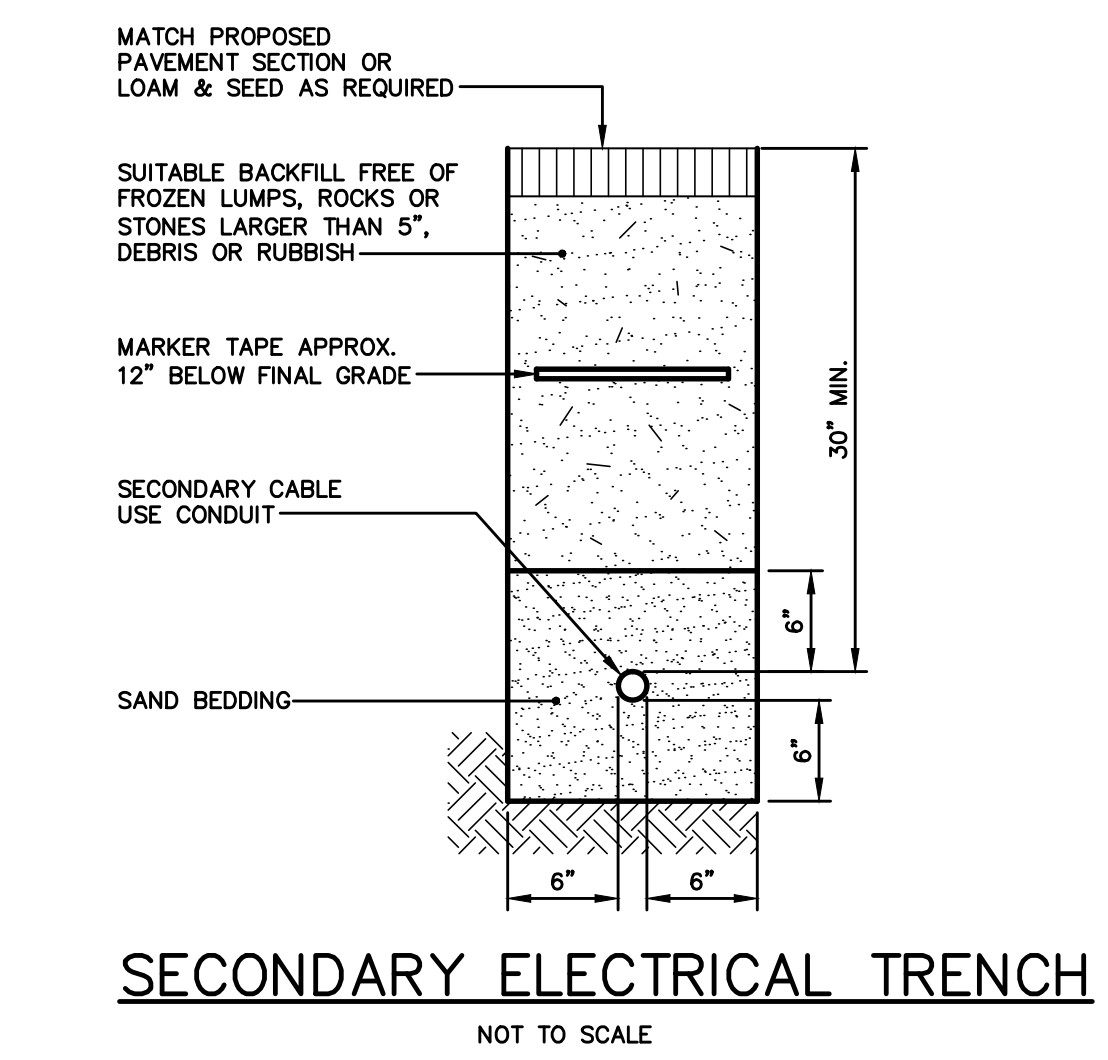 MATCH PROPOSED
PAVEMENT SECTION OR
LOAM & SEED AS REQUIRED
SUITABLE BACKFILL FREE OF
FROZEN LUMPS, ROCKS OR
STONES LARGER THAN 5",
DEBRIS OR RUBBISH
MARKER TAPE APPROX.
12" BELOW FINAL GRADE
30" MIN.
SECONDARY CABLE
USE CONDUIT
6"
SAND BEDDING
6"
6"
6"
SECONDARY ELECTRICAL TRENCH
NOT TO SCALE